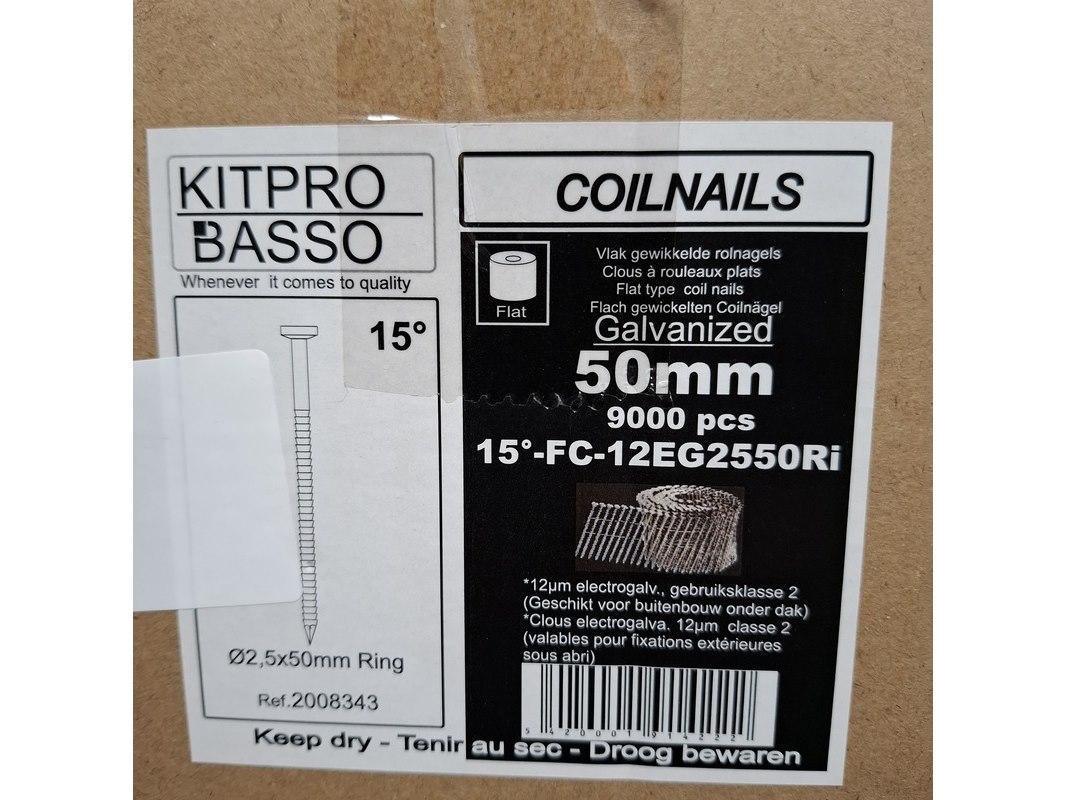 KITPRO
BASSO
Whenever it comes to quality
15°
Ø2,5x50mm Ring
Ref.2008343
COILNAILS
Flat
Vlak gewikkelde rolnagels
Clous à rouleaux plats
Flat type coil nails
Flach gewickelten Coilnägel
Galvanized
50mm
9000 pcs
15°-FC-12EG2550Ri
*12µm electrogalv., gebruiksklasse 2
(Geschikt voor buitenbouw onder dak)
*Clous electrogalva. 12µm classe 2
(valables pour fixations extérieures
sous abri)
Keep dry - Tenir au sec - Droog bewaren